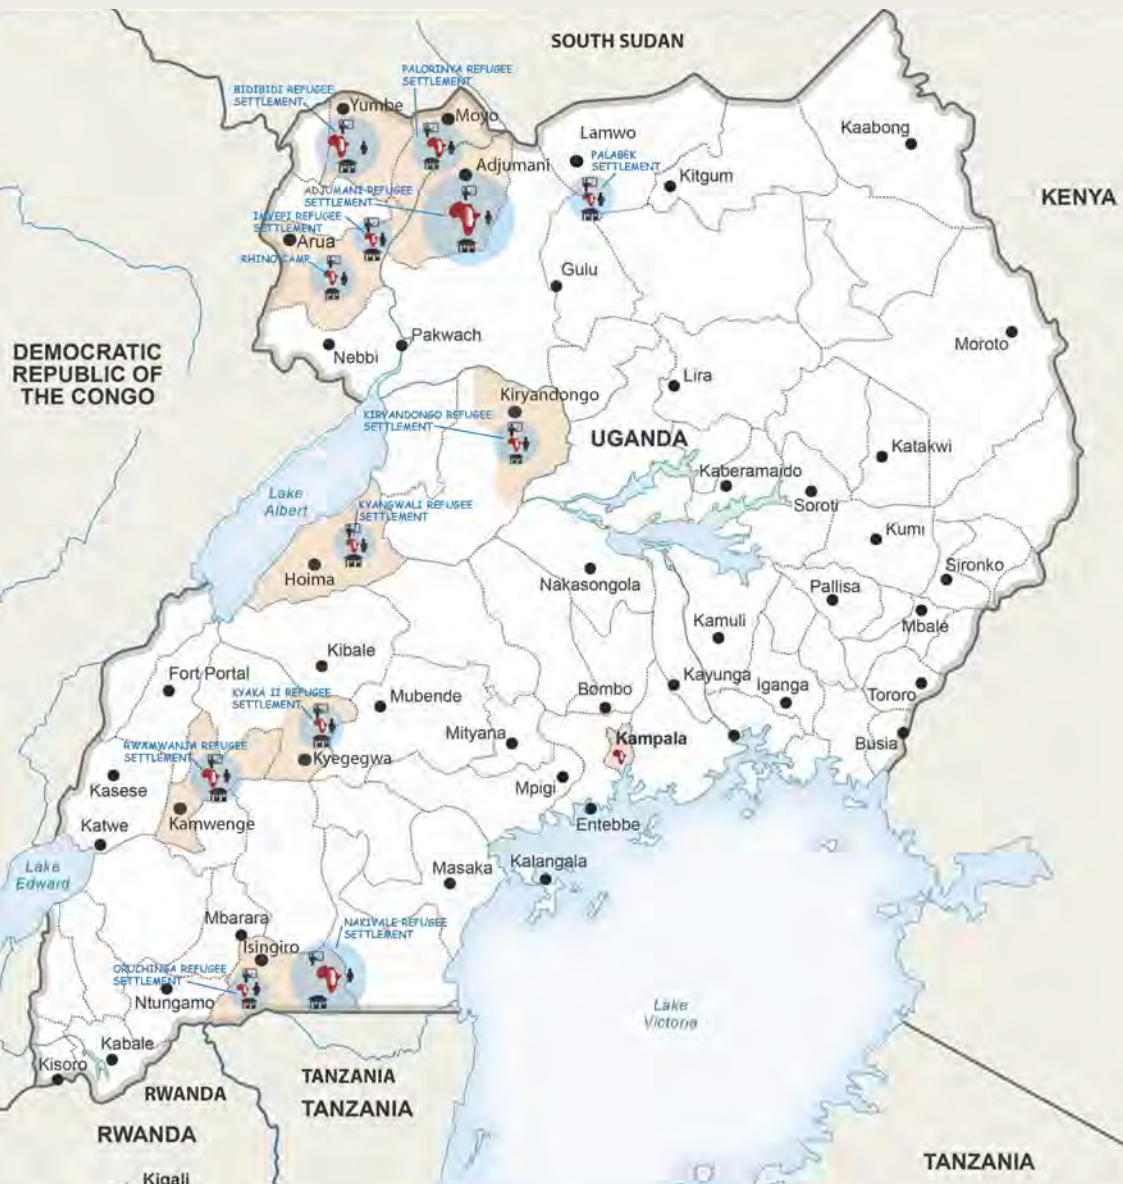 SOUTH SUDAN
PALORINYA REFUGEE
SETTLEMENT
BIDIBIDI REFUGEE
SETTLEMENT
Yumbe
Moyo
Lamwo
Kaabong
PALABEK
SETTLEMENT
Adjumani
Kitgum
KENYA
ADJUMANI REFUGEE
SETTLEMENT
IMVEPI REFUGEE
SETTLEMENT
Arua
RHINO CAMP
Gulu
DEMOCRATIC
REPUBLIC OF
THE CONGO
Nebbi
Pakwach
Moroto
Lira
Kiryandongo
KIRYANDONGO REFUGEE
SETTLEMENT
UGANDA
Katakwi
Kaberamaido
Soroti
Lake
Albert
KYANGWALI REFUGEE
SETTLEMENT
Kumi
Hoima
Nakasongola
Sironko
Pallisa
Mbale
Kamuli
Kibale
Fort Portal
KYAKA II REFUGEE
SETTLEMENT
Mubende
Bombo
Kayunga
Iganga
Tororo
Mityana
Kampala
Busia
RWAMWANJA REFUGEE
SETTLEMENT
Kyegegwa
Kasese
Mpigi
Kamwenge
Katwe
Entebbe
Lake
Edward
Masaka
Kalangala
Mbarara
NAKIVALE REFUGEE
SETTLEMENT
Isingiro
ORUCHINGA REFUGEE
SETTLEMENT
Ntungamo
Lake
Victoria
Kabale
Kisoro
RWANDA
TANZANIA
TANZANIA
RWANDA
TANZANIA
Kigali